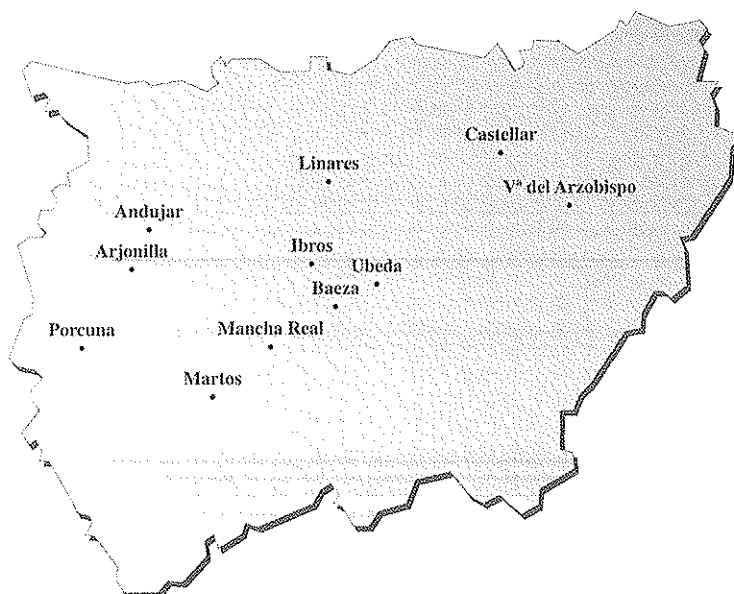 Castellar
Linares
Vª del Arzobispo
Andujar
Ibros
Arjonilla
Ubeda
Baeza
Porcuna
Mancha Real
Martos